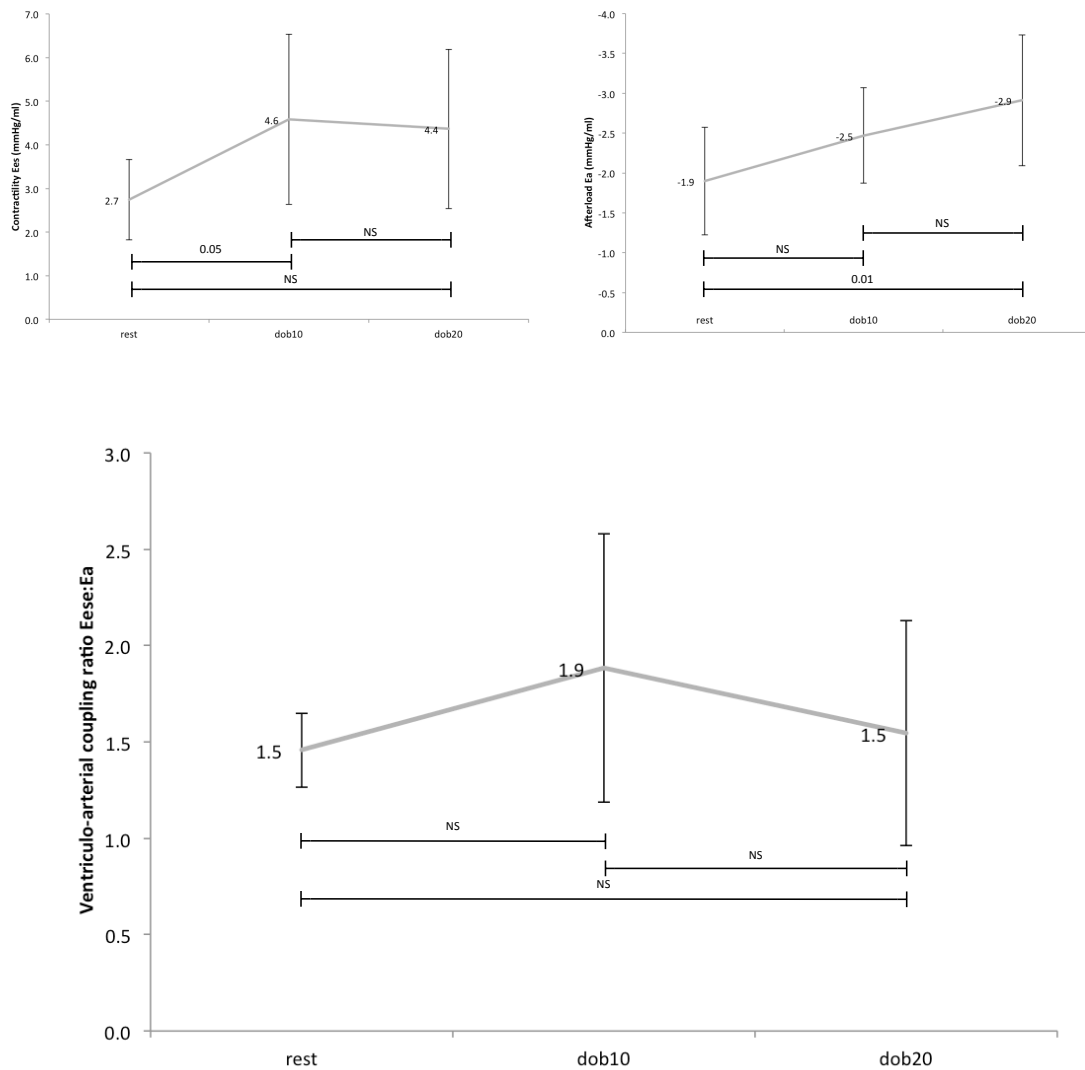 Contractility Ees (mmHg/ml)
7.0
6.0
5.0
4.0
3.0
2.0
1.0
0.0
2.7
4.6
4.4
NS
0.05
NS
rest dob10 dob20
Afterload Ea (mmHg/ml)
-4.0
-3.5
-3.0
-2.5
-2.0
-1.5
-1.0
-0.5
0.0
-1.9
-2.5
-2.9
NS
NS
0.01
rest dob10 dob20
Ventriculo-arterial coupling ratio Eese:Ea
3.0
2.5
2.0
1.5
1.0
0.5
0.0
1.5
1.9
1.5
NS
NS
NS
rest dob10 dob20